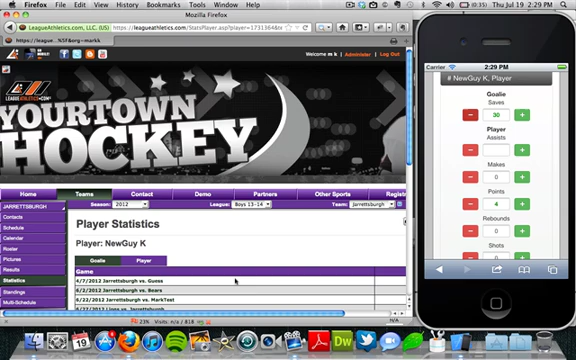 Firefox File Edit View History Bookmarks Tools Window Help
(0:35) Thu Jul 19 2:29 PM
Mozilla Firefox
LeagueAthletics.com, LLC. (US)
Welcome m k | Administer | Log Out
LEAGUEATHLETICS.COM
YOURTOWN
HOCKEY
Home Teams Contact Demo Partners Other Sports
JARRETTSBURGH
Season: 2012 League: Boys 13-14 Team: Jarrettsburgh
Contacts
Schedule
Calendar
Roster
Pictures
Results
Statistics
Standings
Multi-Schedule
Player Statistics
Player: NewGuy K
Goalie Player
Game
4/7/2012 Jarrettsburgh vs. Guess
6/2/2012 Jarrettsburgh vs. Bears
8/22/2012 Jarrettsburgh vs. MarkTest
2:29 PM
# NewGuy K, Player
Goalie
Saves
30
Player
Assists
Makes
0
Points
4
Rebounds
0
Shots